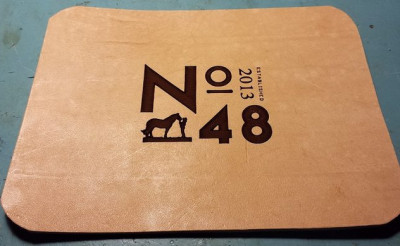 No
ESTABLISHED
2013
48